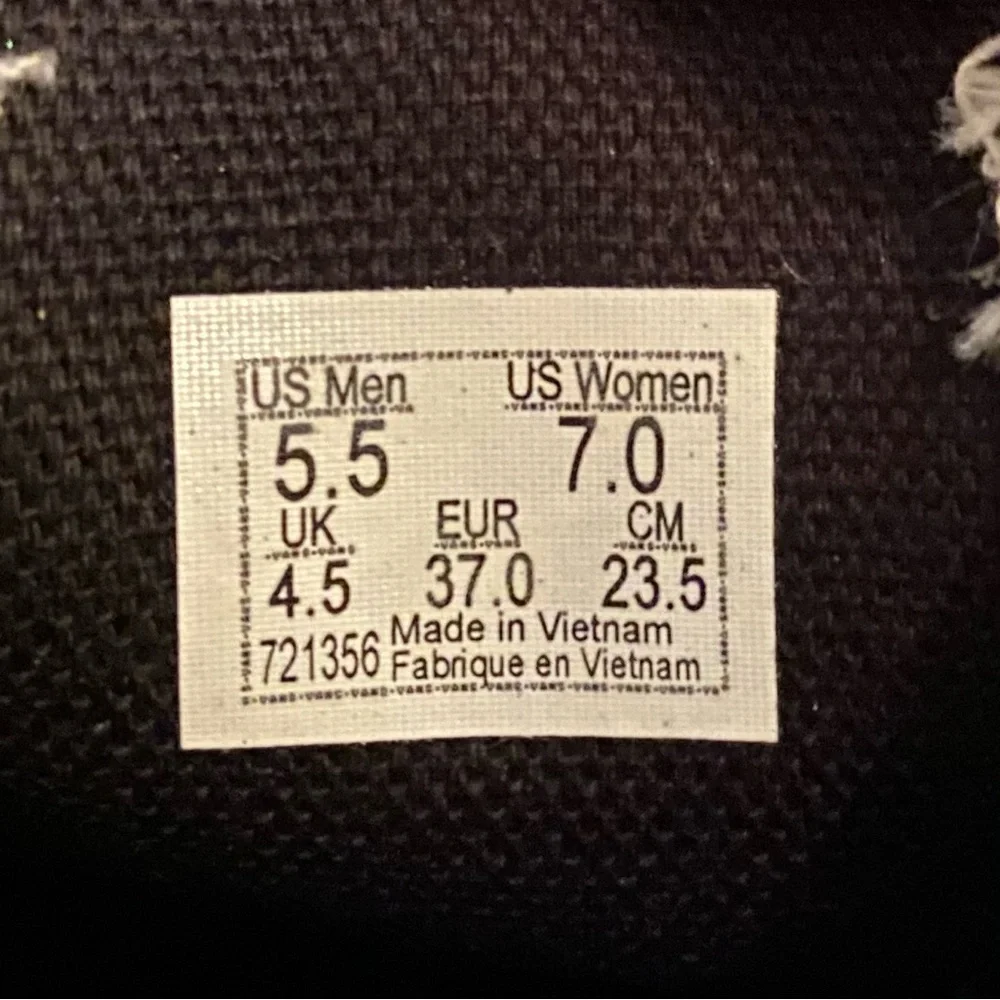 US Men US Women
5.5 7.0
UK EUR CM
4.5 37.0 23.5
721356 Made in Vietnam
Fabrique en Vietnam